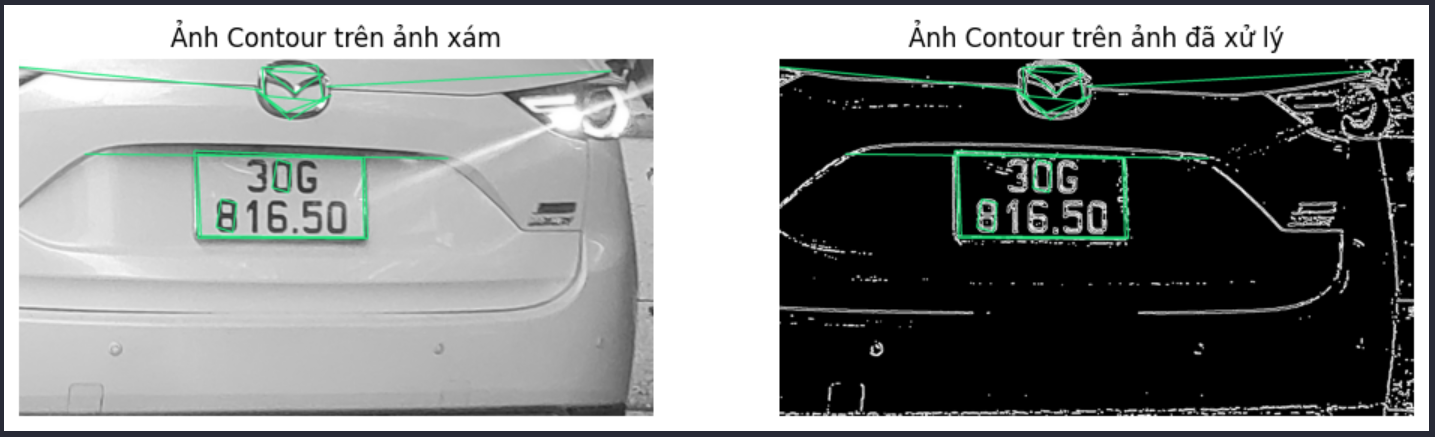 Ảnh Contour trên ảnh xám
Ảnh Contour trên ảnh đã xử lý
30G
816.50
30G
816.50